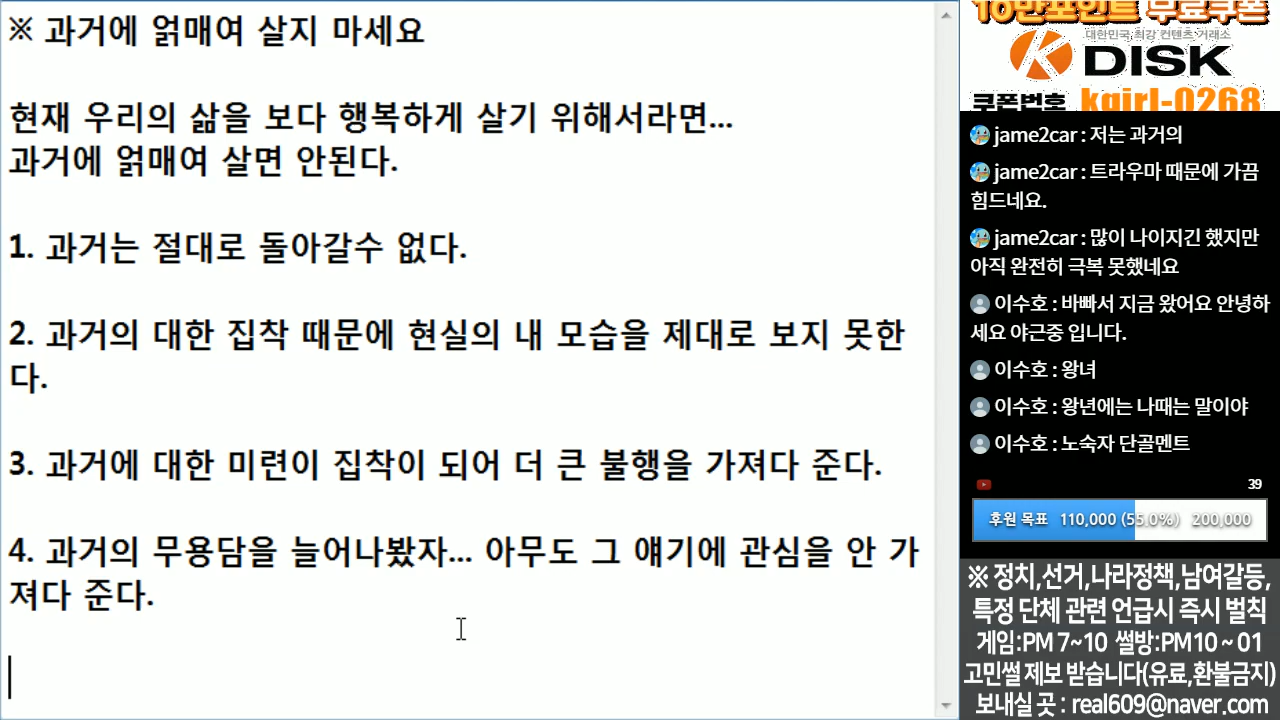 ※ 과거에 얽매여 살지 마세요
현재 우리의 삶을 보다 행복하게 살기 위해서라면...
과거에 얽매여 살면 안된다.
1. 과거는 절대로 돌아갈수 없다.
2. 과거의 대한 집착 때문에 현실의 내 모습을 제대로 보지 못한
다.
3. 과거에 대한 미련이 집착이 되어 더 큰 불행을 가져다 준다.
4. 과거의 무용담을 늘어나봤자... 아무도 그 얘기에 관심을 안 가
져다 준다.
10만포인트 무료쿠폰
대한민국 최강 컨텐츠 거래소
K DISK
쿠폰번호 kgirl-0268
jame2car : 저는 과거의
jame2car : 트라우마 때문에 가끔
힘드네요.
jame2car : 많이 나이지긴 했지만
아직 완전히 극복 못했네요
이수호 : 바빠서 지금 왔어요 안녕하
세요 야근중 입니다.
이수호 : 왕녀
이수호 : 왕년에는 나때는 말이야
이수호 : 노숙자 단골멘트
39
후원 목표 110,000 (55.0%) 200,000
※ 정치,선거,나라정책,남여갈등,
특정 단체 관련 언급시 즉시 벌칙
게임:PM 7~10 썰방:PM10 ~ 01
고민썰 제보 받습니다(유료,환불금지)
보내실 곳 : real609@naver.com